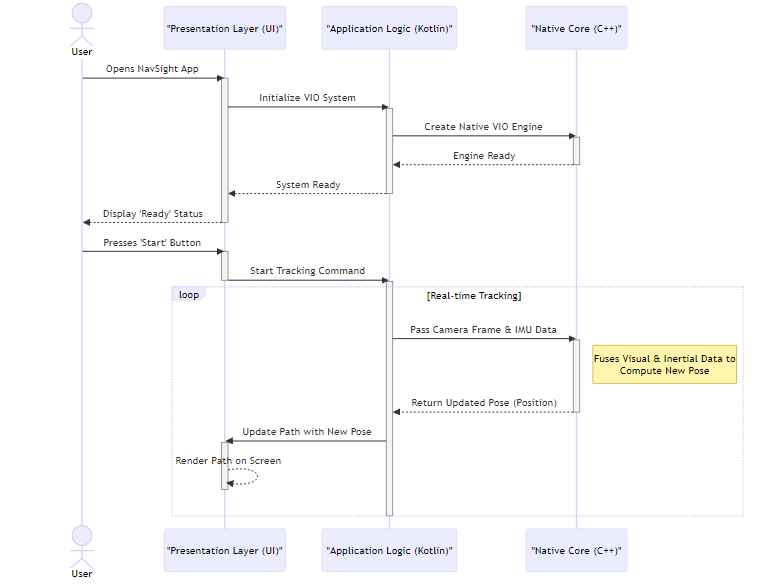 "Presentation Layer (UI)"
"Application Logic (Kotlin)"
"Native Core (C++)"
User
Opens NavSight App
Initialize VIO System
Create Native VIO Engine
Engine Ready
System Ready
Display 'Ready' Status
Presses 'Start' Button
Start Tracking Command
loop
[Real-time Tracking]
Pass Camera Frame & IMU Data
Fuses Visual & Inertial Data to
Compute New Pose
Return Updated Pose (Position)
Update Path with New Pose
Render Path on Screen
"Presentation Layer (UI)"
"Application Logic (Kotlin)"
"Native Core (C++)"
User